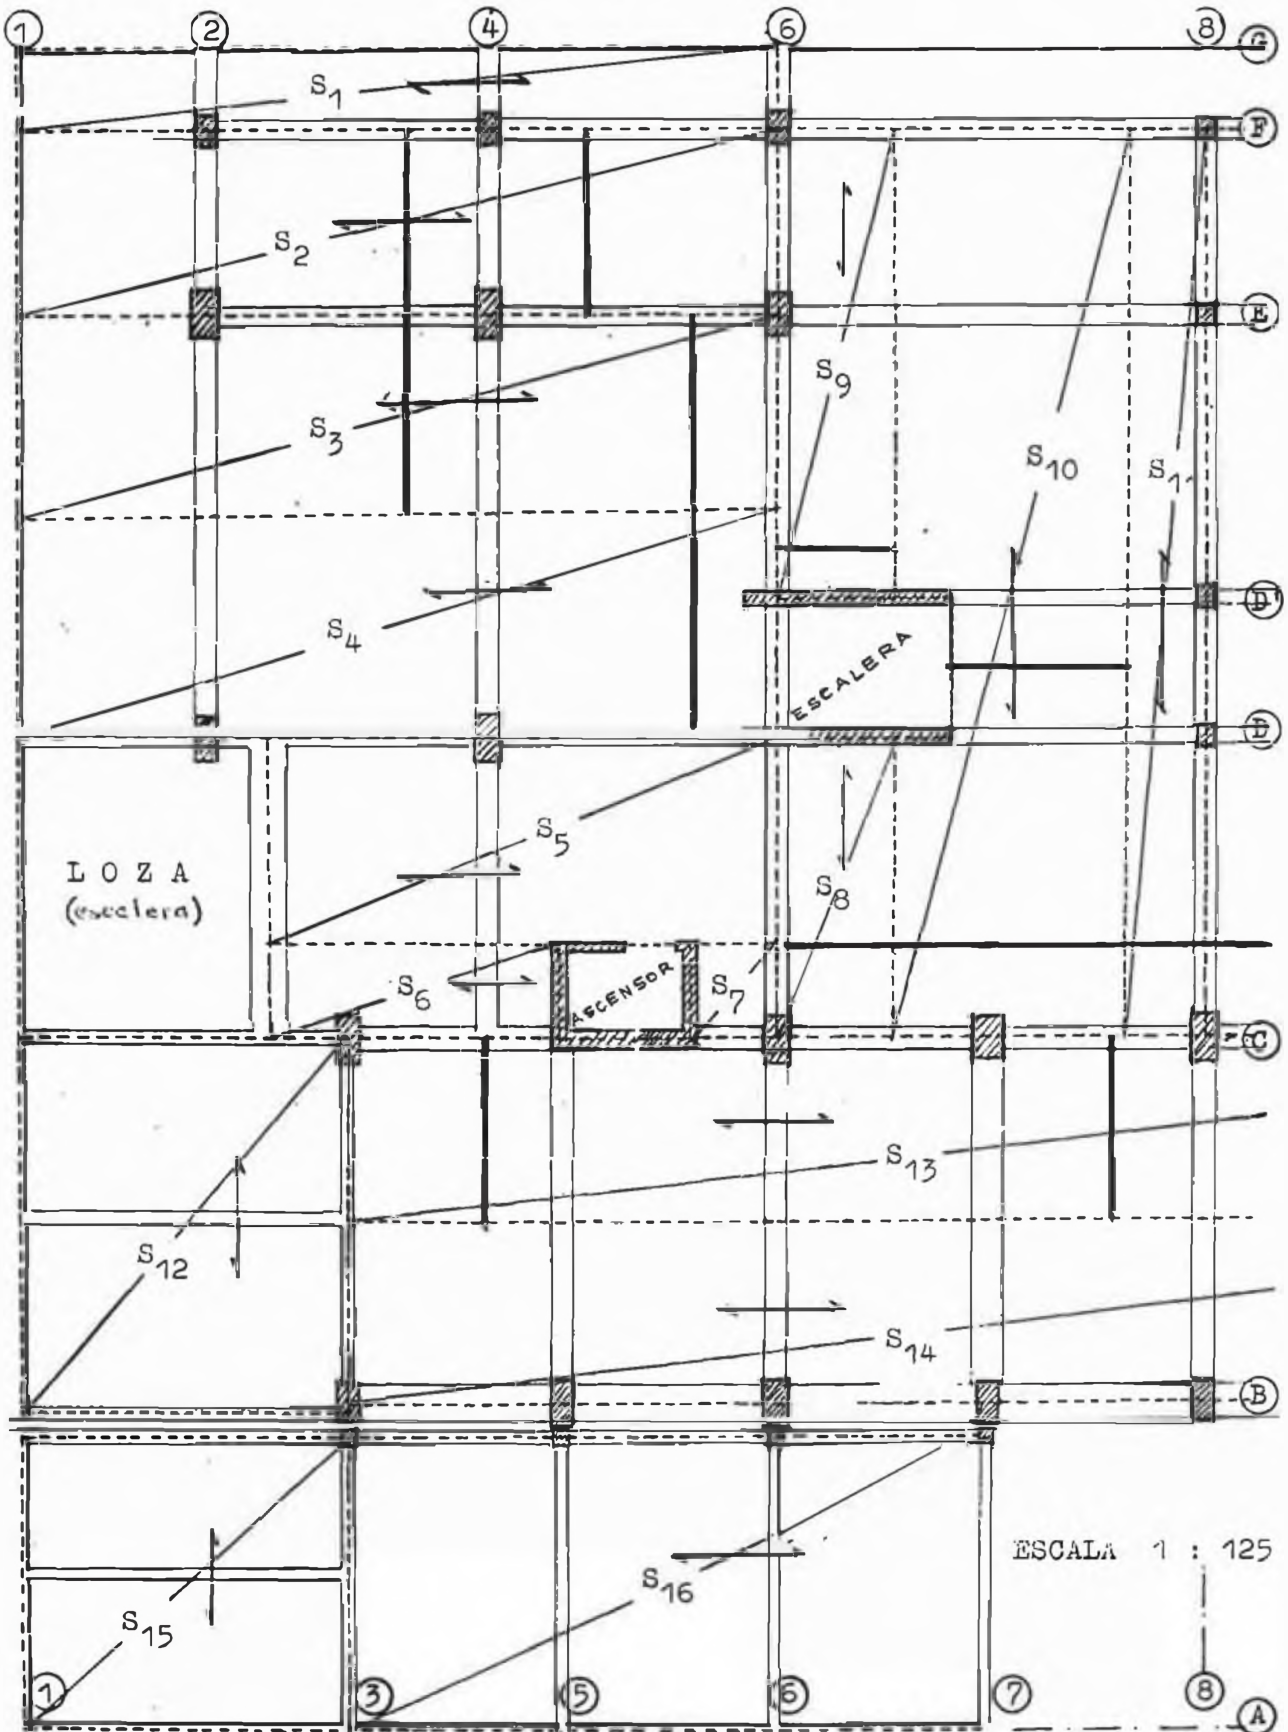 1 2 4 6 8 G
S1
F
S2
E
S9
S3
S10 S11
D'
S4
ESCALERA
D
S5
L O Z A
(escalera)
S8
ASCENSOR
S6 S7
C
S13
S12
S14
B
ESCALA 1 : 125
S16
S15
1 3 5 6 7 8
A